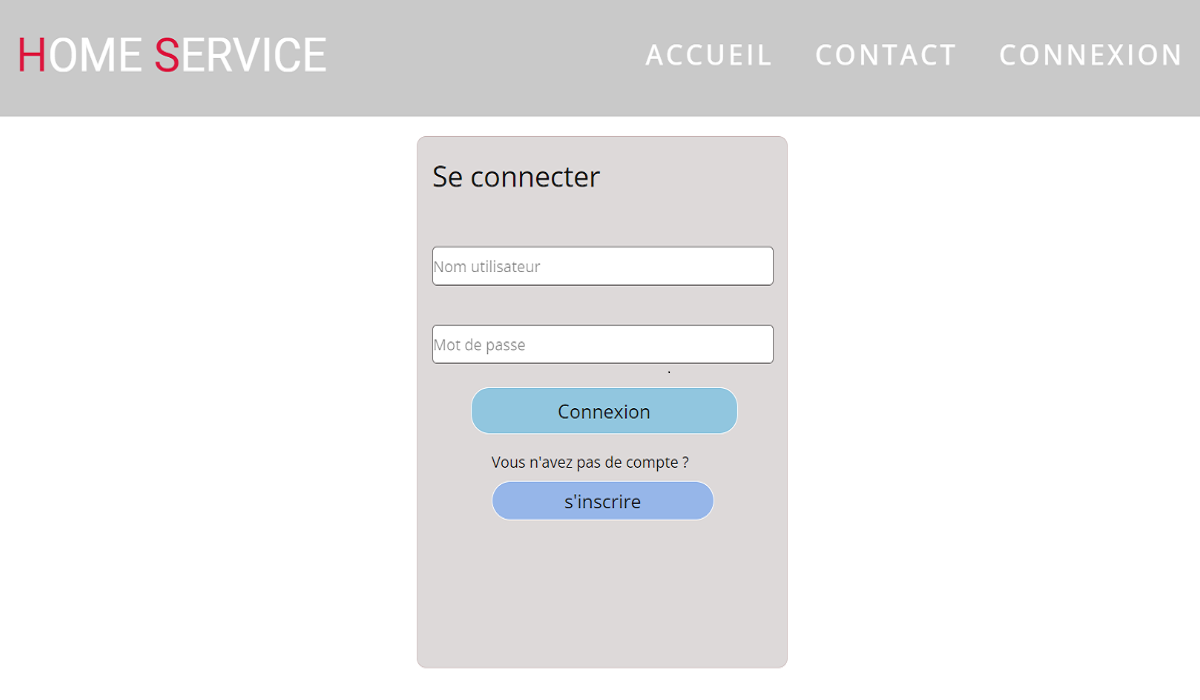 HOME SERVICE
ACCUEIL CONTACT CONNEXION
Se connecter
Nom utilisateur
Mot de passe
Connexion
Vous n'avez pas de compte ?
s'inscrire